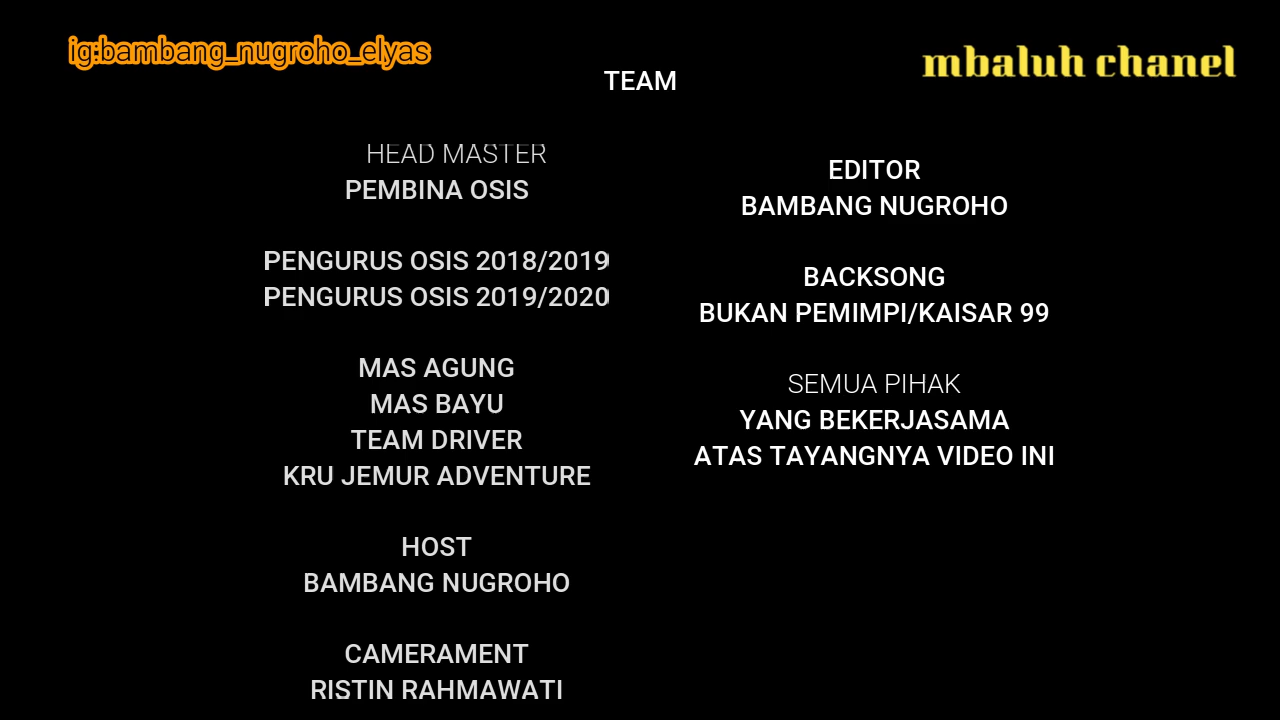 ig:bambang_nugroho_elyas
mbaluh chanel
TEAM
HEAD MASTER
PEMBINA OSIS
PENGURUS OSIS 2018/2019
PENGURUS OSIS 2019/2020
MAS AGUNG
MAS BAYU
TEAM DRIVER
KRU JEMUR ADVENTURE
HOST
BAMBANG NUGROHO
CAMERAMENT
RISTIN RAHMAWATI
EDITOR
BAMBANG NUGROHO
BACKSONG
BUKAN PEMIMPI/KAISAR 99
SEMUA PIHAK
YANG BEKERJASAMA
ATAS TAYANGNYA VIDEO INI